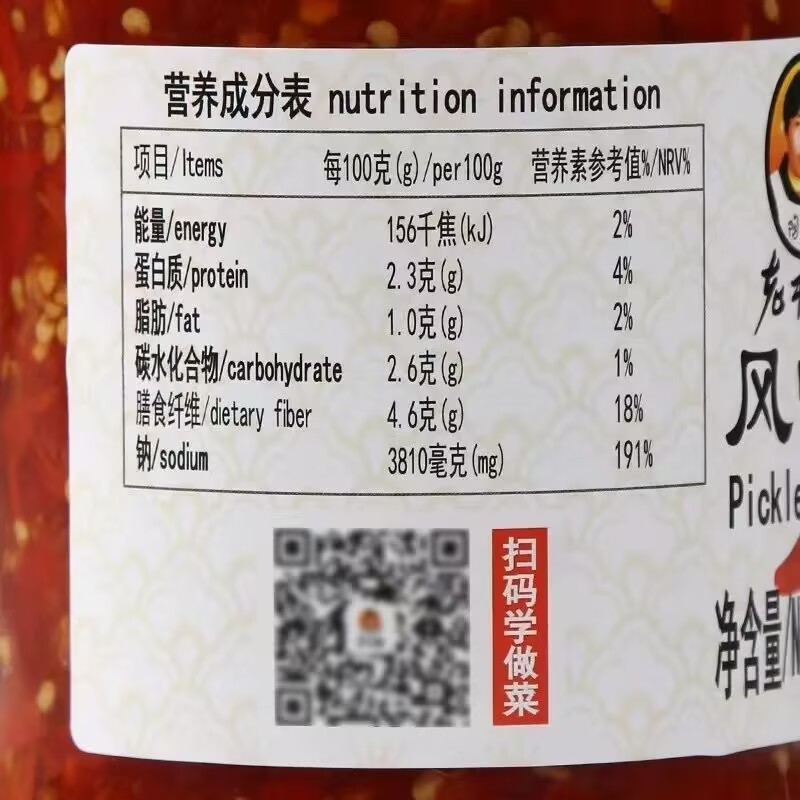 营养成分表 nutrition information
项目/Items 每100克(g)/per100g 营养素参考值%/NRV%
能量/energy 156千焦(kJ) 2%
蛋白质/protein 2.3克(g) 4%
脂肪/fat 1.0克(g) 2%
碳水化合物/carbohydrate 2.6克(g) 1%
膳食纤维/dietary fiber 4.6克(g) 18%
钠/sodium 3810毫克(mg) 191%
扫码学做菜
风
Pickle
净含量/N